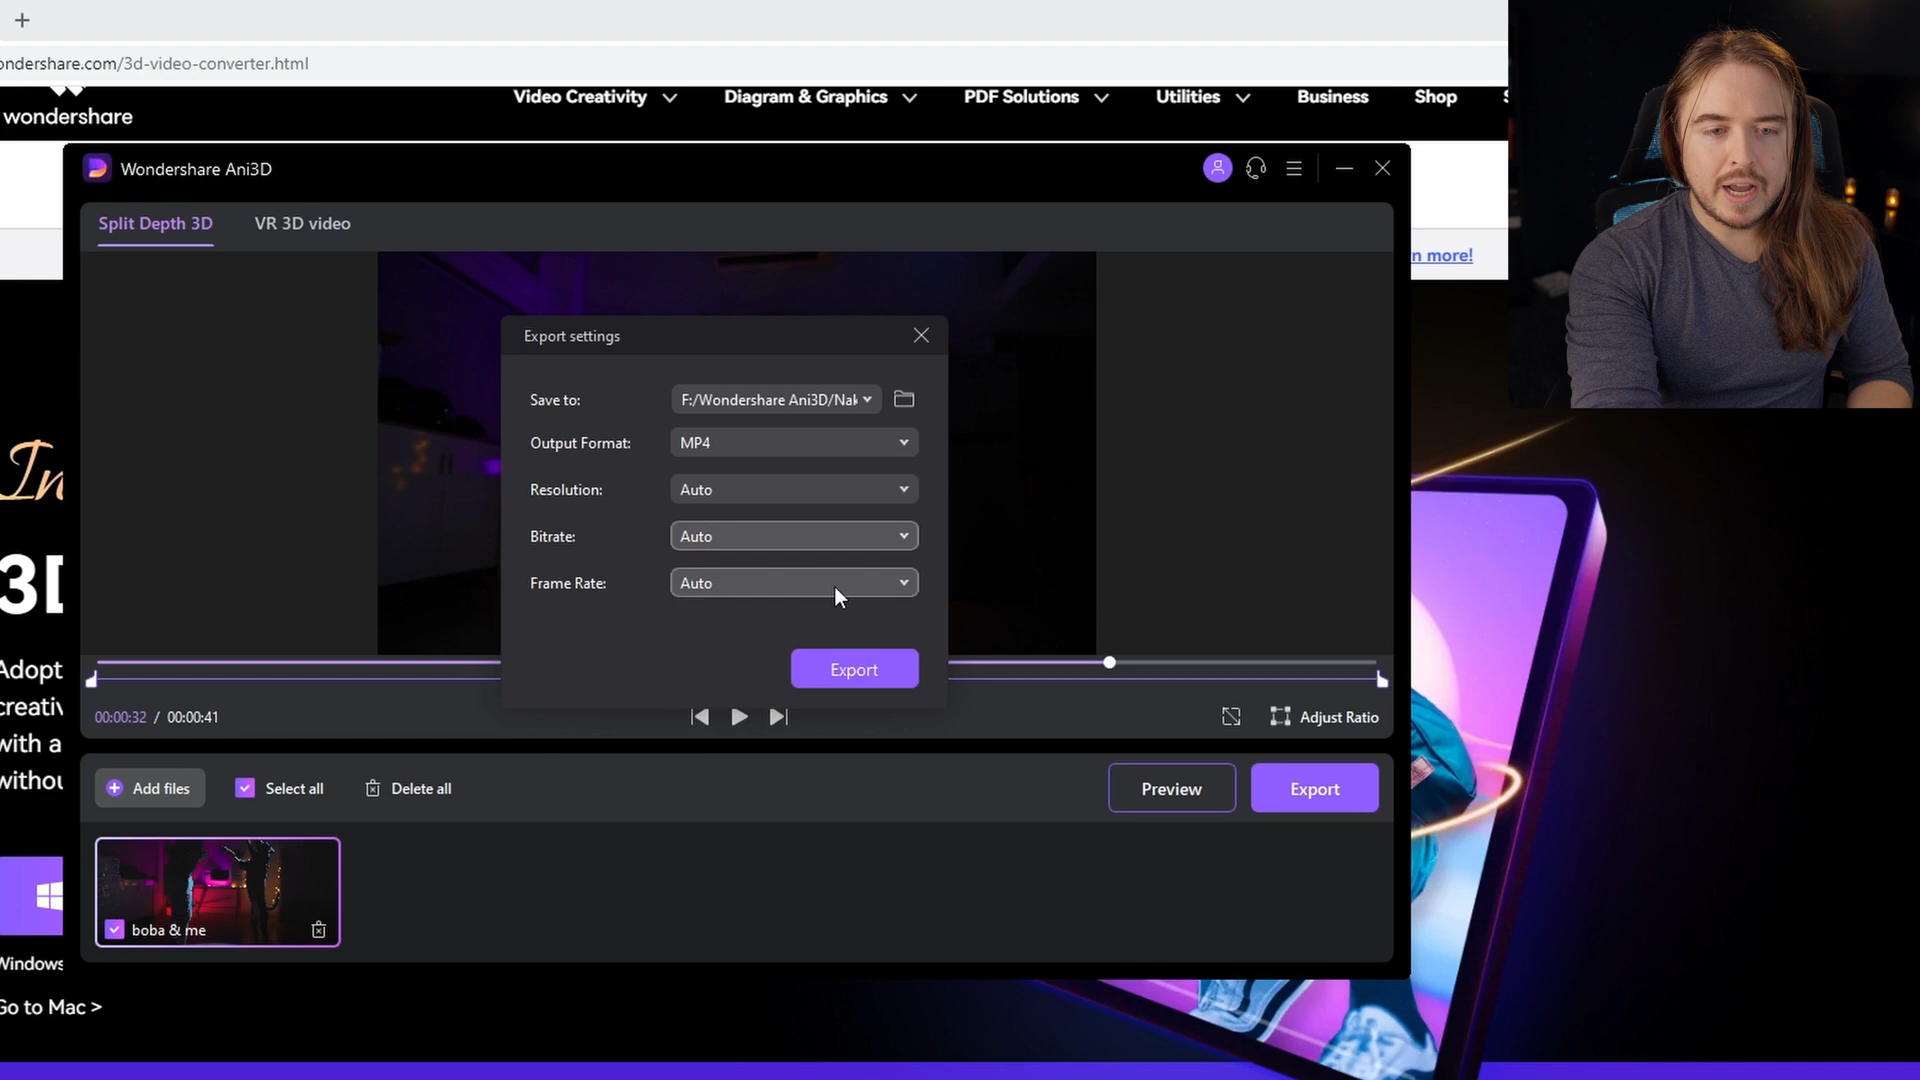 ondershare.com/3d-video-converter.html
wondershare
Video Creativity
Diagram & Graphics
PDF Solutions
Utilities
Business
Shop
Wondershare Ani3D
Split Depth 3D
VR 3D video
n more!
Export settings
Save to:
F:/Wondershare Ani3D/Nak
Output Format:
MP4
Resolution:
Auto
Bitrate:
Auto
Frame Rate:
Auto
Export
In
3D
Adopt
creativ
with a
withou
00:00:32 / 00:00:41
Adjust Ratio
Add files
Select all
Delete all
Preview
Export
boba & me
Windows
Go to Mac >